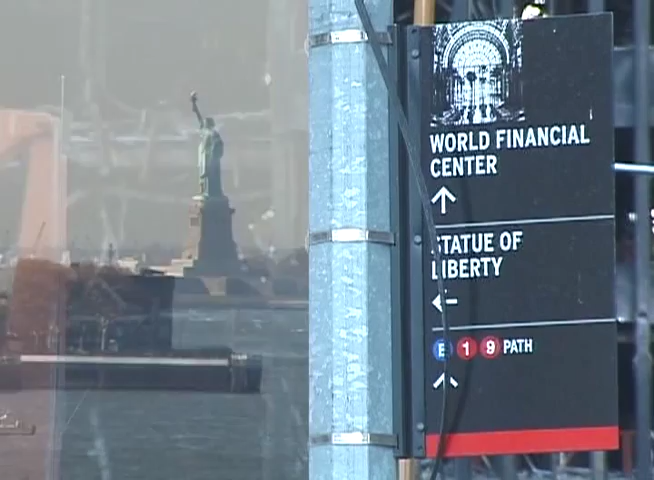 WORLD FINANCIAL
CENTER
↑
STATUE OF
LIBERTY
←
E 1 9 PATH
↑